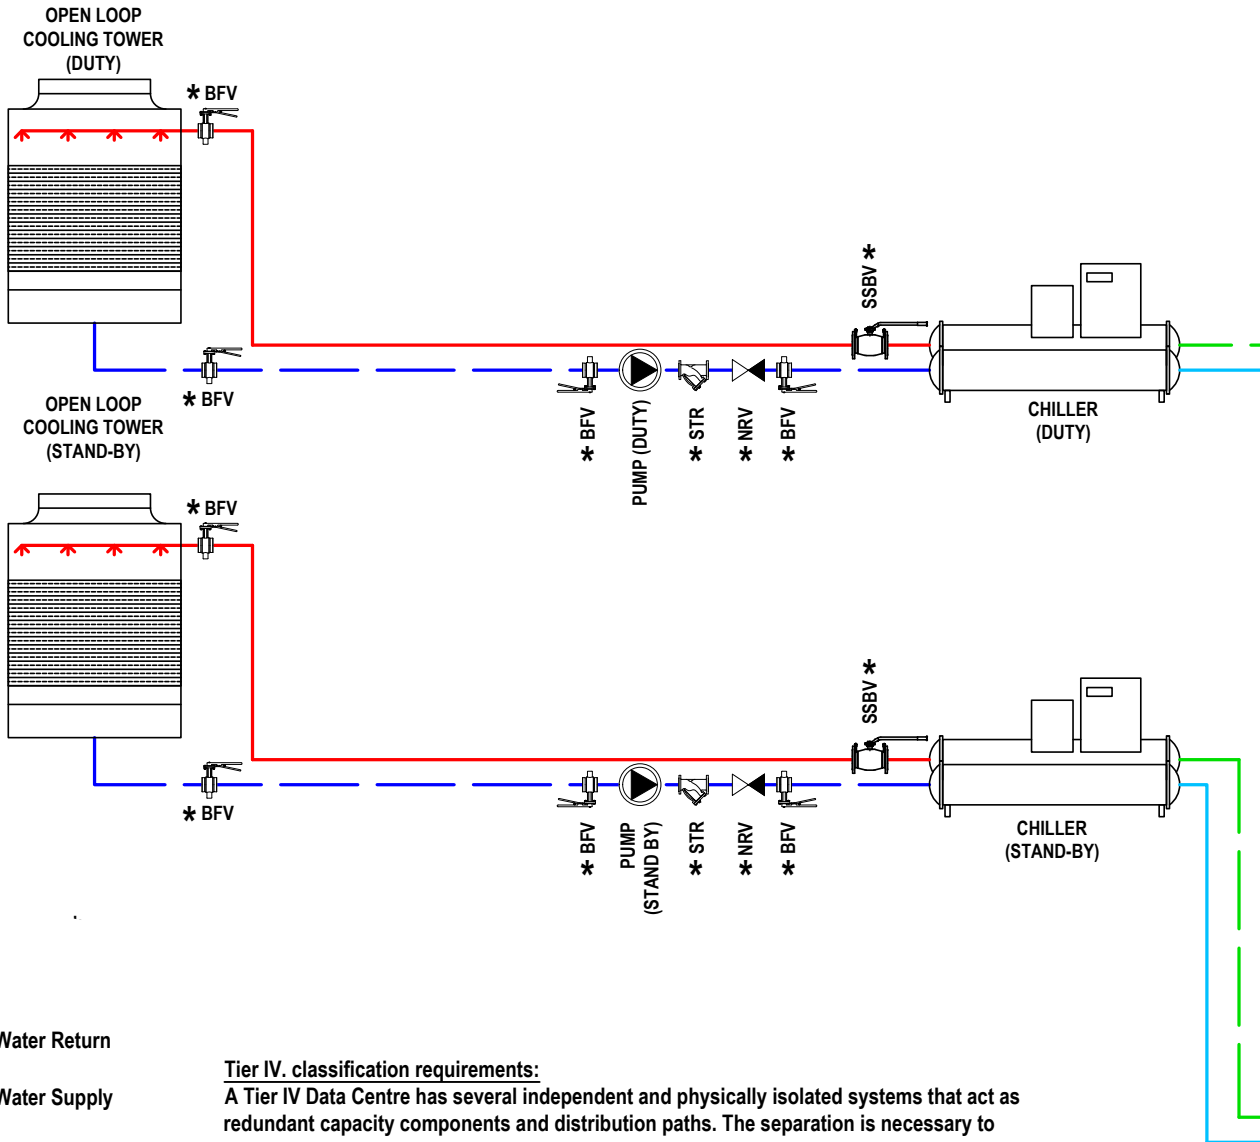 OPEN LOOP
COOLING TOWER
(DUTY)
* BFV
SSBV *
* BFV
* BFV
PUMP (DUTY)
* STR
* NRV
* BFV
CHILLER
(DUTY)
OPEN LOOP
COOLING TOWER
(STAND-BY)
* BFV
SSBV *
* BFV
* BFV
PUMP
(STAND BY)
* STR
* NRV
* BFV
CHILLER
(STAND-BY)
Water Return
Water Supply
Tier IV. classification requirements:
A Tier IV Data Centre has several independent and physically isolated systems that act as
redundant capacity components and distribution paths. The separation is necessary to